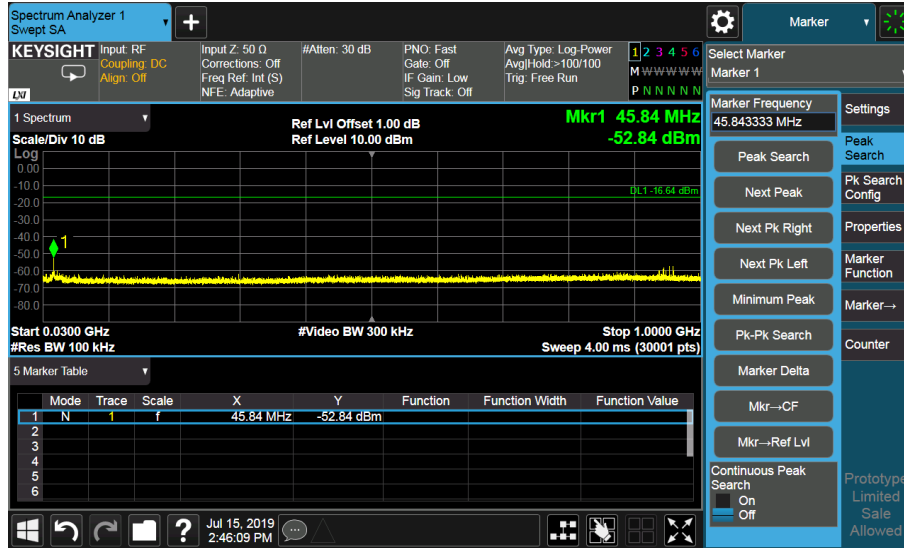 Spectrum Analyzer 1
Swept SA
Marker
KEYSIGHT
LXI
Input: RF
Coupling: DC
Align: Off
Input Z: 50 Ω
Corrections: Off
Freq Ref: Int (S)
NFE: Adaptive
#Atten: 30 dB
PNO: Fast
Gate: Off
IF Gain: Low
Sig Track: Off
Avg Type: Log-Power
Avg|Hold:>100/100
Trig: Free Run
1 2 3 4 5 6
M W W W W W
P N N N N N
Select Marker
Marker 1
1 Spectrum
Scale/Div 10 dB
Ref Lvl Offset 1.00 dB
Ref Level 10.00 dBm
Mkr1 45.84 MHz
-52.84 dBm
Log
0.00
-10.0
DL1 -16.64 dBm
-20.0
-30.0
-40.0
1
-50.0
-60.0
-70.0
-80.0
Start 0.0300 GHz
#Video BW 300 kHz
Stop 1.0000 GHz
#Res BW 100 kHz
Sweep 4.00 ms (30001 pts)
5 Marker Table
Mode Trace Scale X Y Function Function Width Function Value
1 N 1 f 45.84 MHz -52.84 dBm
2
3
4
5
6
Marker Frequency
45.843333 MHz
Peak Search
Next Peak
Next Pk Right
Next Pk Left
Minimum Peak
Pk-Pk Search
Marker Delta
Mkr→CF
Mkr→Ref Lvl
Continuous Peak
Search
On
Off
Settings
Peak
Search
Pk Search
Config
Properties
Marker
Function
Marker→
Counter
Prototype
Limited
Sale
Allowed
?
Jul 15, 2019
2:46:09 PM